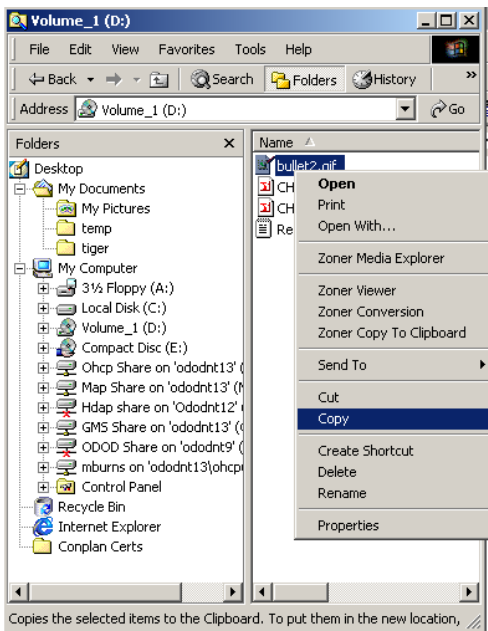 Volume_1 (D:)
File Edit View Favorites Tools Help
Back Search Folders History »
Address Volume_1 (D:) Go
Folders
Desktop
My Documents
My Pictures
temp
tiger
My Computer
3½ Floppy (A:)
Local Disk (C:)
Volume_1 (D:)
Compact Disc (E:)
Ohcp Share on 'ododnt13' (
Map Share on 'ododnt13' (
Hdap share on 'Ododnt12'
GMS Share on 'ododnt13' (
ODOD Share on 'ododnt9' (
mburns on 'ododnt13\ohcp
Control Panel
Recycle Bin
Internet Explorer
Conplan Certs
Name
bullet2.gif
CH
CH
Re
Open
Print
Open With...
Zoner Media Explorer
Zoner Viewer
Zoner Conversion
Zoner Copy To Clipboard
Send To
Cut
Copy
Create Shortcut
Delete
Rename
Properties
Copies the selected items to the Clipboard. To put them in the new location,